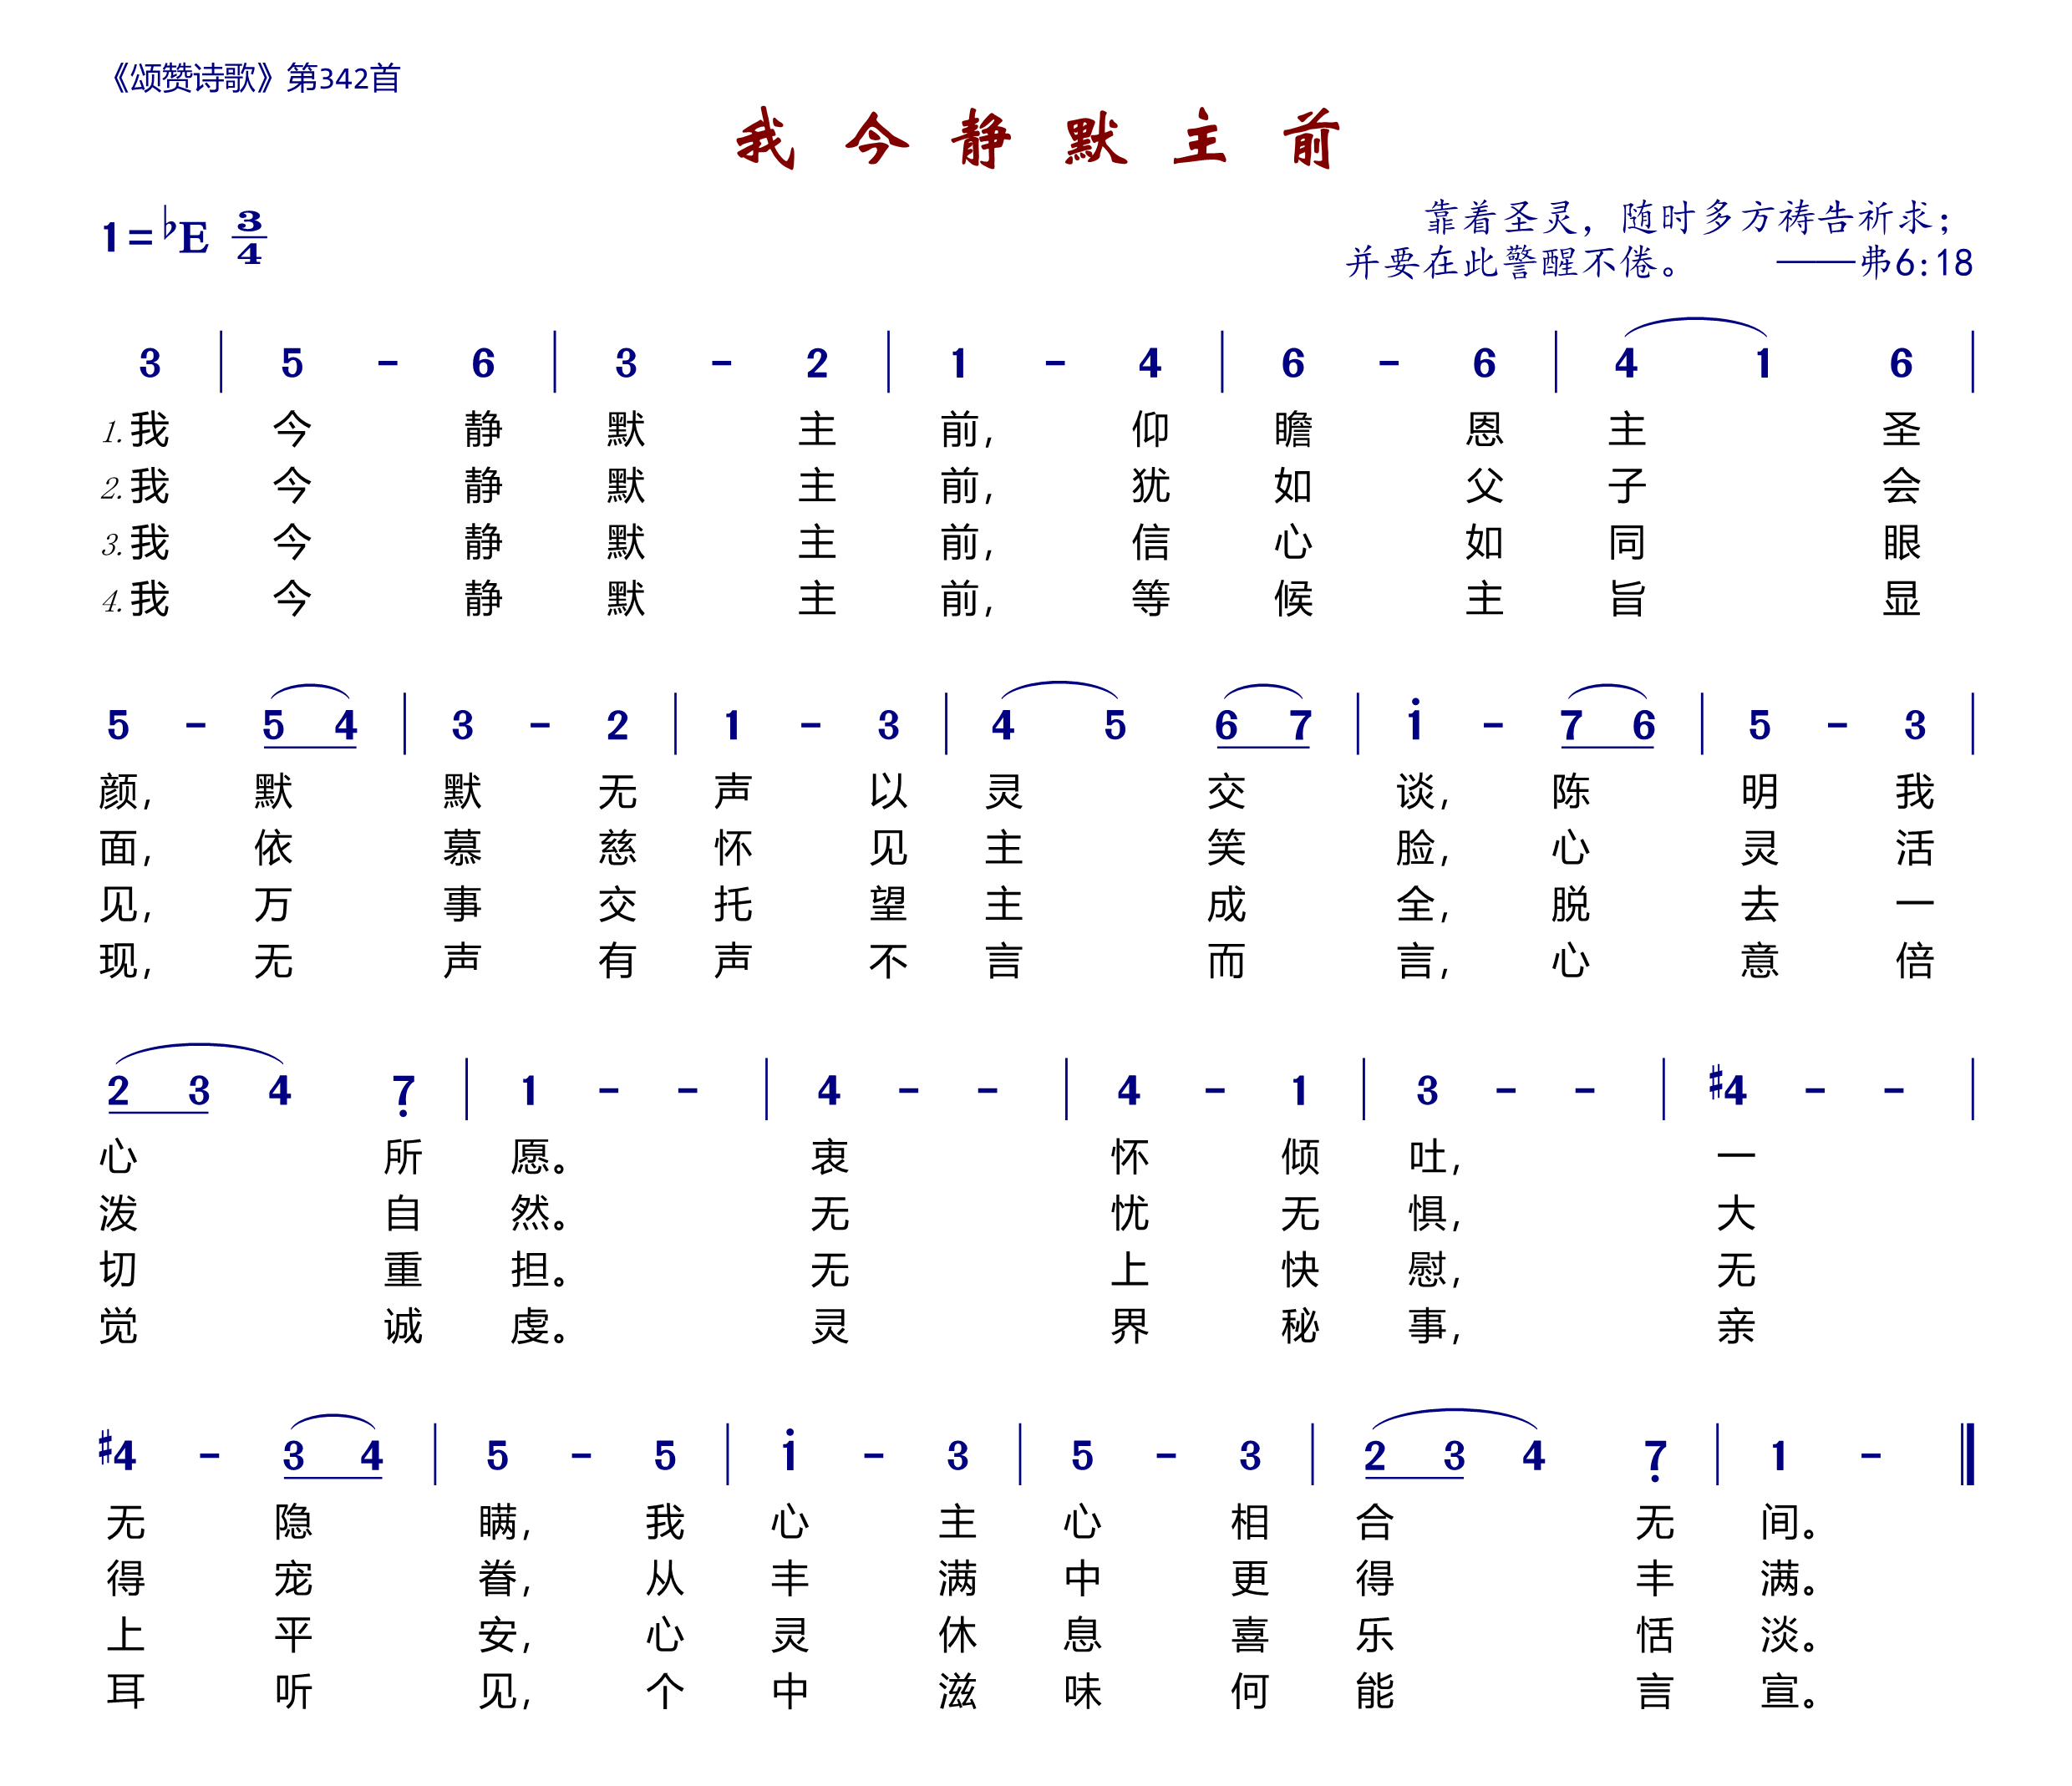 《颂赞诗歌》第342首
我今静默主前
1=♭E 3/4
靠着圣灵，随时多方祷告祈求；
并要在此警醒不倦。 ——弗6:18
3 | 5 - 6 | 3 - 2 | 1 - 4 | 6 - 6 | 4 1 6 |
1.我今静默主前，仰瞻恩主圣
2.我今静默主前，犹如父子会
3.我今静默主前，信心如同眼
4.我今静默主前，等候主旨显
5 - 5 4 | 3 - 2 | 1 - 3 | 4 5 6 7 | i - 7 6 | 5 - 3 |
颜，默默无声以灵交谈，陈明我
面，依慕慈怀见主笑脸，心灵活
见，万事交托望主成全，脱去一
现，无声有声不言而言，心意倍
2 3 4 7̣ | 1 - - | 4 - - | 4 - 1 | 3 - - | #4 - - |
心所愿。衷怀倾吐，一
泼自然。无忧无惧，大
切重担。无上快慰，无
觉诚虔。灵界秘事，亲
#4 - 3 4 | 5 - 5 | i - 3 | 5 - 3 | 2 3 4 7̣ | 1 - ‖
无隐瞒，我心主心相合无间。
得宠眷，从丰满中更得丰满。
上平安，心灵休息喜乐恬淡。
耳听见，个中滋味何能言宣。